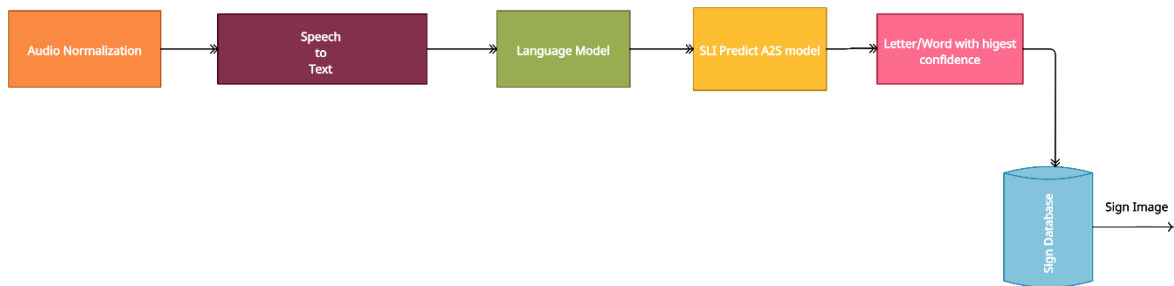 Audio Normalization
Speech
to
Text
Language Model
SLI Predict A2S model
Letter/Word with higest
confidence
Sign Database
Sign Image